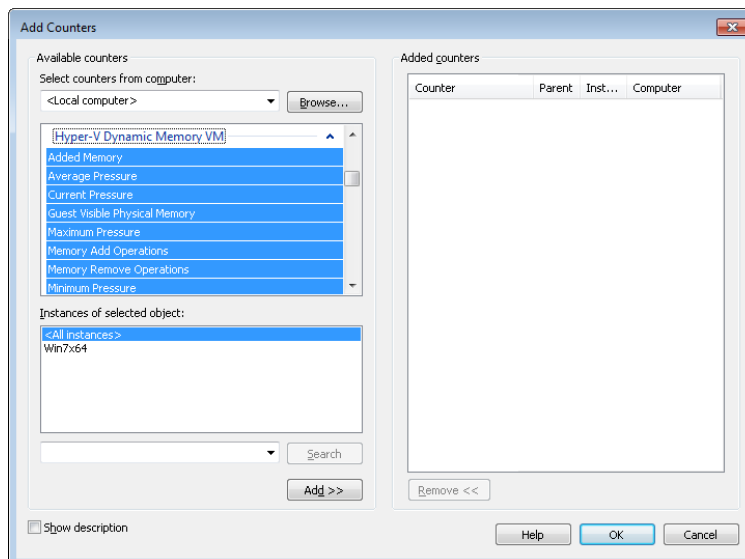 Add Counters
Available counters
Select counters from computer:
<Local computer>
Browse...
Hyper-V Dynamic Memory VM
Added Memory
Average Pressure
Current Pressure
Guest Visible Physical Memory
Maximum Pressure
Memory Add Operations
Memory Remove Operations
Minimum Pressure
Instances of selected object:
<All instances>
Win7x64
Search
Add >>
Show description
Added counters
Counter Parent Inst... Computer
Remove <<
Help OK Cancel